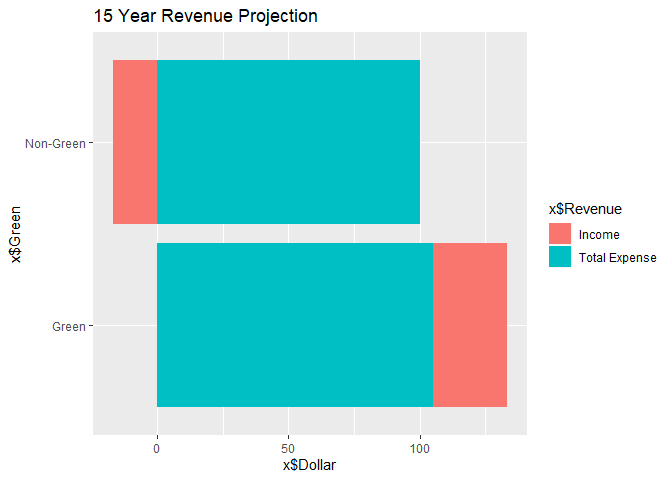 15 Year Revenue Projection
x$Green
Non-Green
Green
0
50
100
x$Dollar
x$Revenue
Income
Total Expense